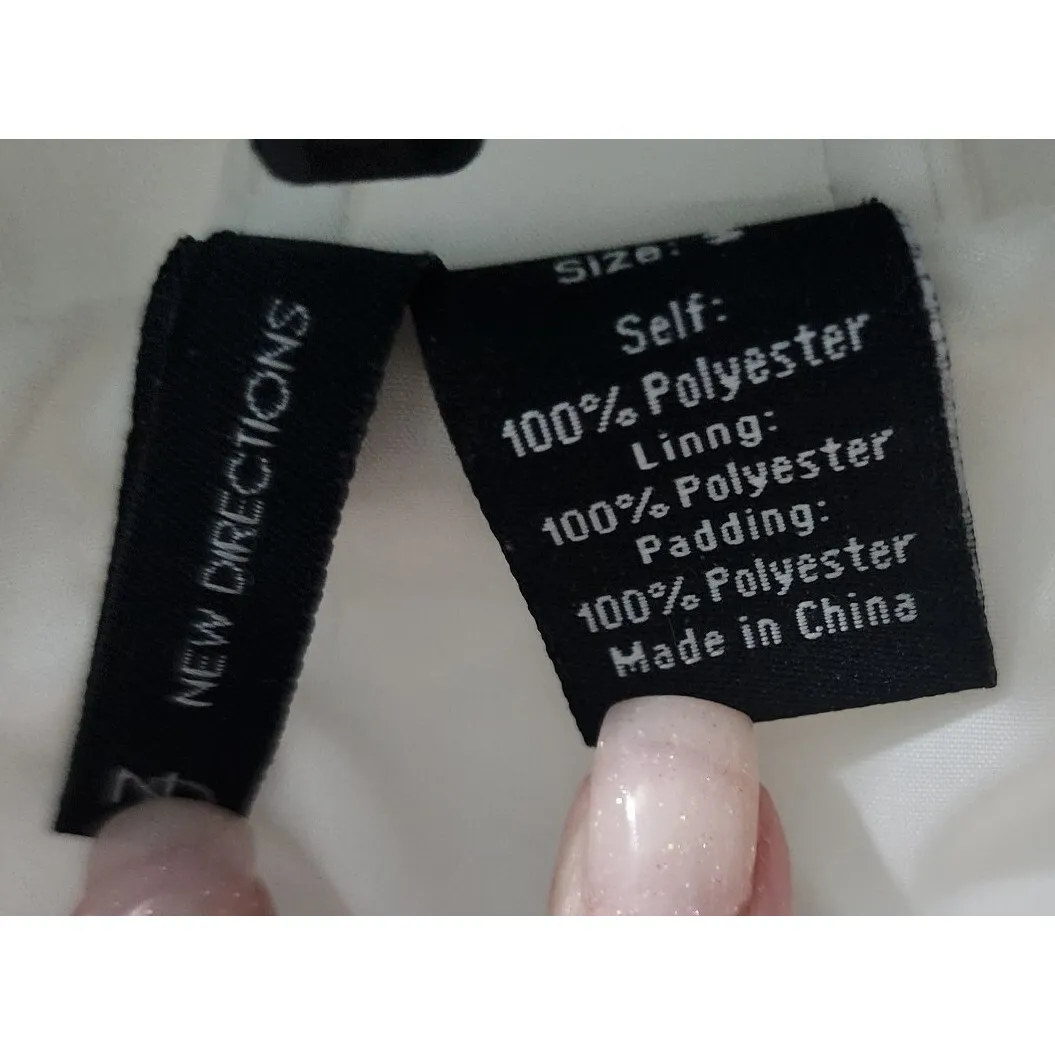 NEW DIRECTIONS
Size:
Self:
100% Polyester
Linng:
100% Polyester
Padding:
100% Polyester
Made in China